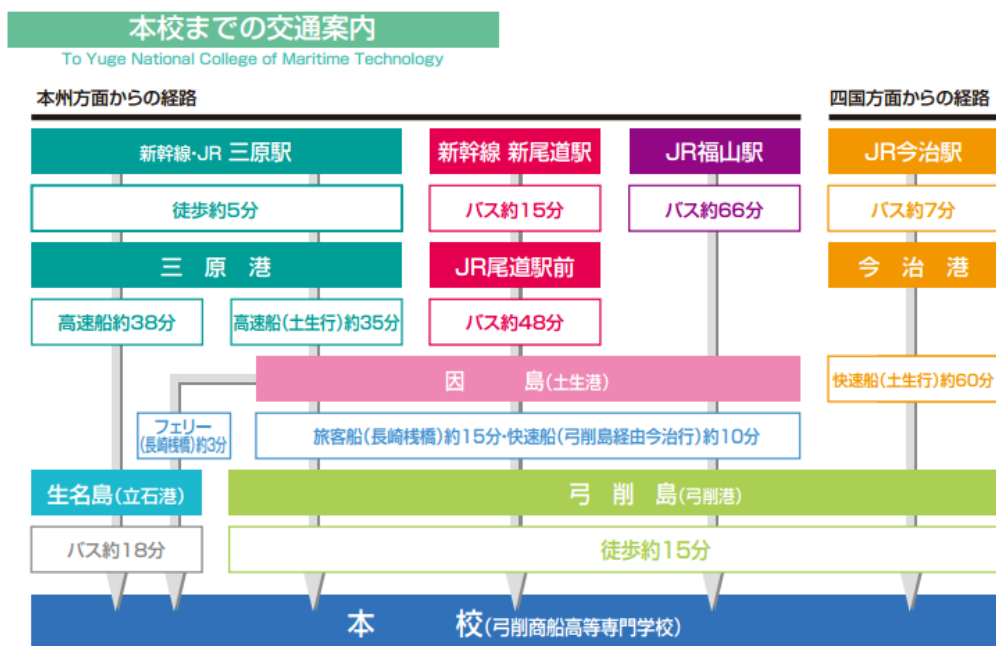 本校までの交通案内
To Yuge National College of Maritime Technology
本州方面からの経路
四国方面からの経路
新幹線・JR 三原駅
新幹線 新尾道駅
JR福山駅
JR今治駅
徒歩約5分
バス約15分
バス約66分
バス約7分
三原港
JR尾道駅前
今治港
高速船約38分
高速船(土生行)約35分
バス約48分
因島(土生港)
快速船(土生行)約60分
フェリー
(長崎桟橋)約3分
旅客船(長崎桟橋)約15分・快速船(弓削島経由今治行)約10分
生名島(立石港)
弓削島(弓削港)
バス約18分
徒歩約15分
本校(弓削商船高等専門学校)